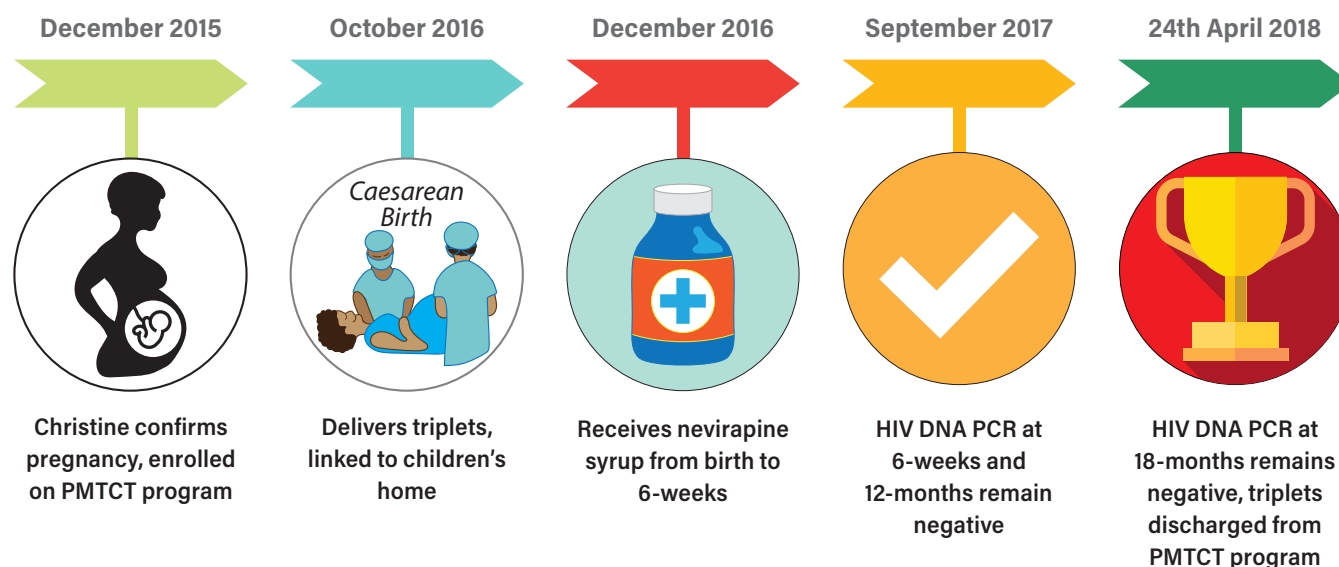 December 2015
October 2016
December 2016
September 2017
24th April 2018
Caesarean
Birth
Christine confirms
pregnancy, enrolled
on PMTCT program
Delivers triplets,
linked to children’s
home
Receives nevirapine
syrup from birth to
6-weeks
HIV DNA PCR at
6-weeks and
12-months remain
negative
HIV DNA PCR at
18-months remains
negative, triplets
discharged from
PMTCT program